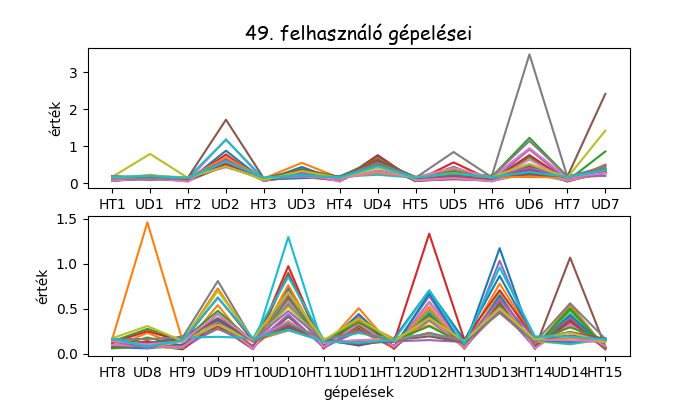 49. felhasználó gépelései
érték
3
2
1
0
HT1 UD1 HT2 UD2 HT3 UD3 HT4 UD4 HT5 UD5 HT6 UD6 HT7 UD7
érték
1.5
1.0
0.5
0.0
HT8 UD8 HT9 UD9 HT10 UD10 HT11 UD11 HT12 UD12 HT13 UD13 HT14 UD14 HT15
gépelések